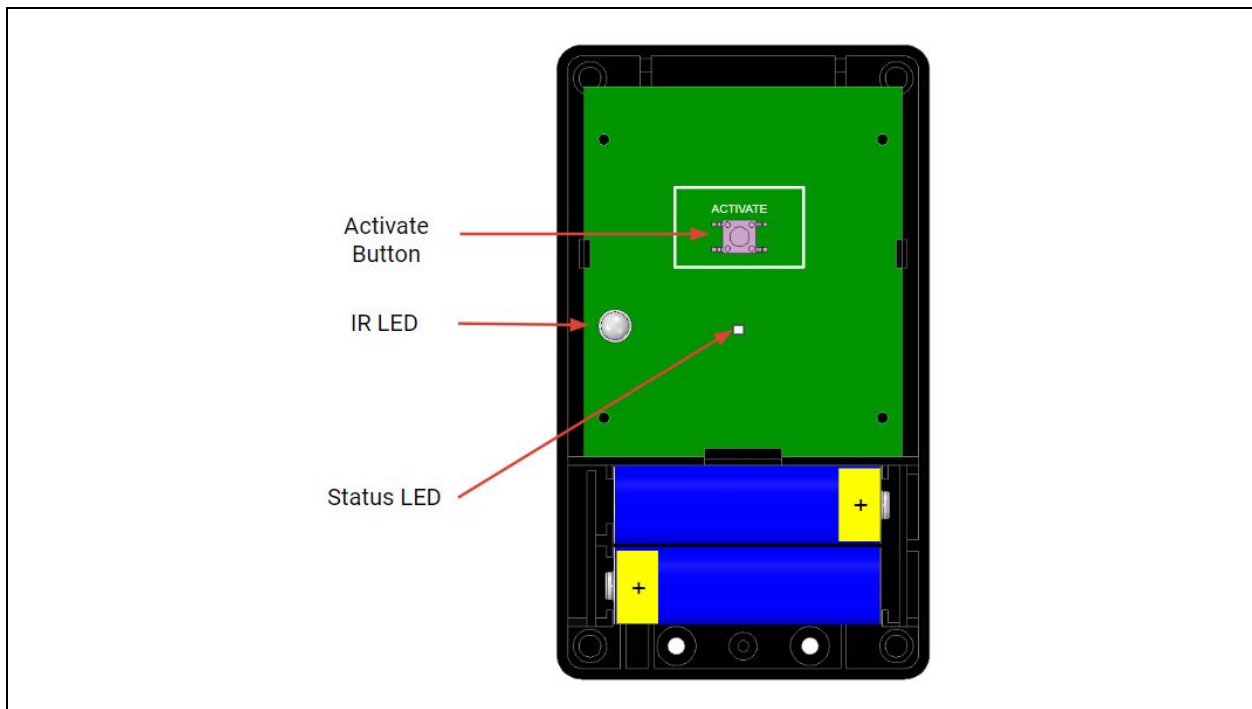 ACTIVATE
Activate
Button
IR LED
Status LED
+
+